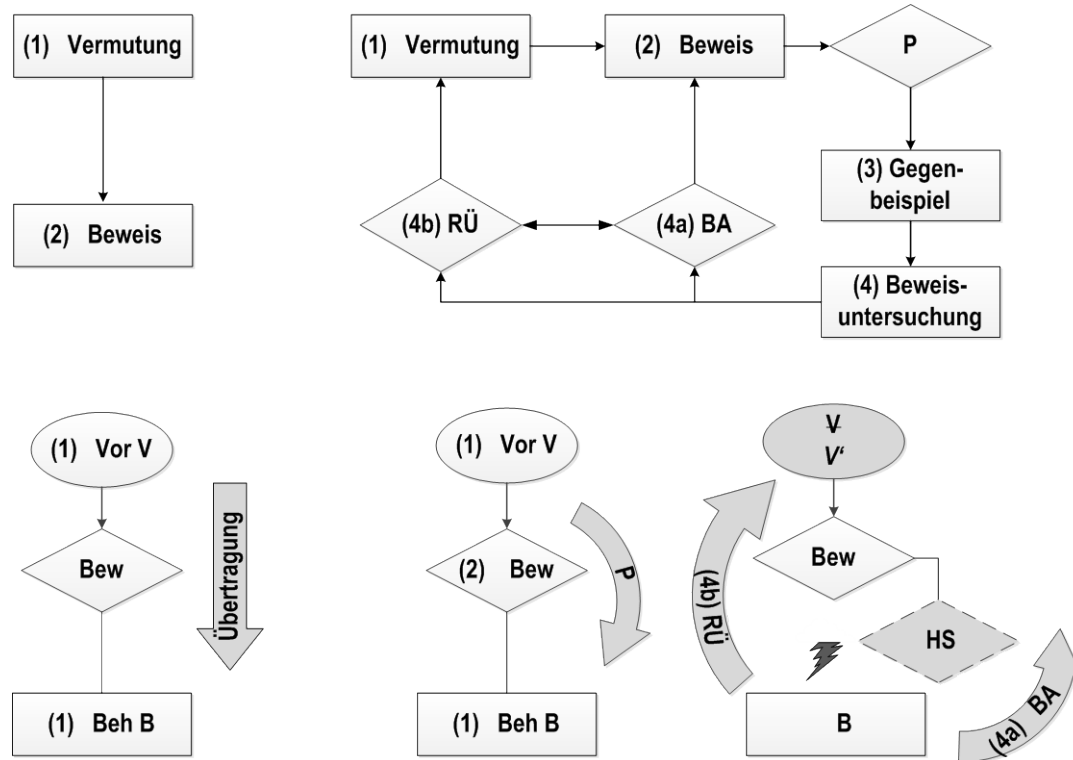 (1) Vermutung
(2) Beweis
(1) Vermutung
(2) Beweis
P
(3) Gegen-
beispiel
(4b) RÜ
(4a) BA
(4) Beweis-
untersuchung
(1) Vor V
Übertragung
Bew
(1) Beh B
(1) Vor V
P
(2) Bew
(1) Beh B
V
V‘
Bew
(4b) RÜ
HS
(4a) BA
B